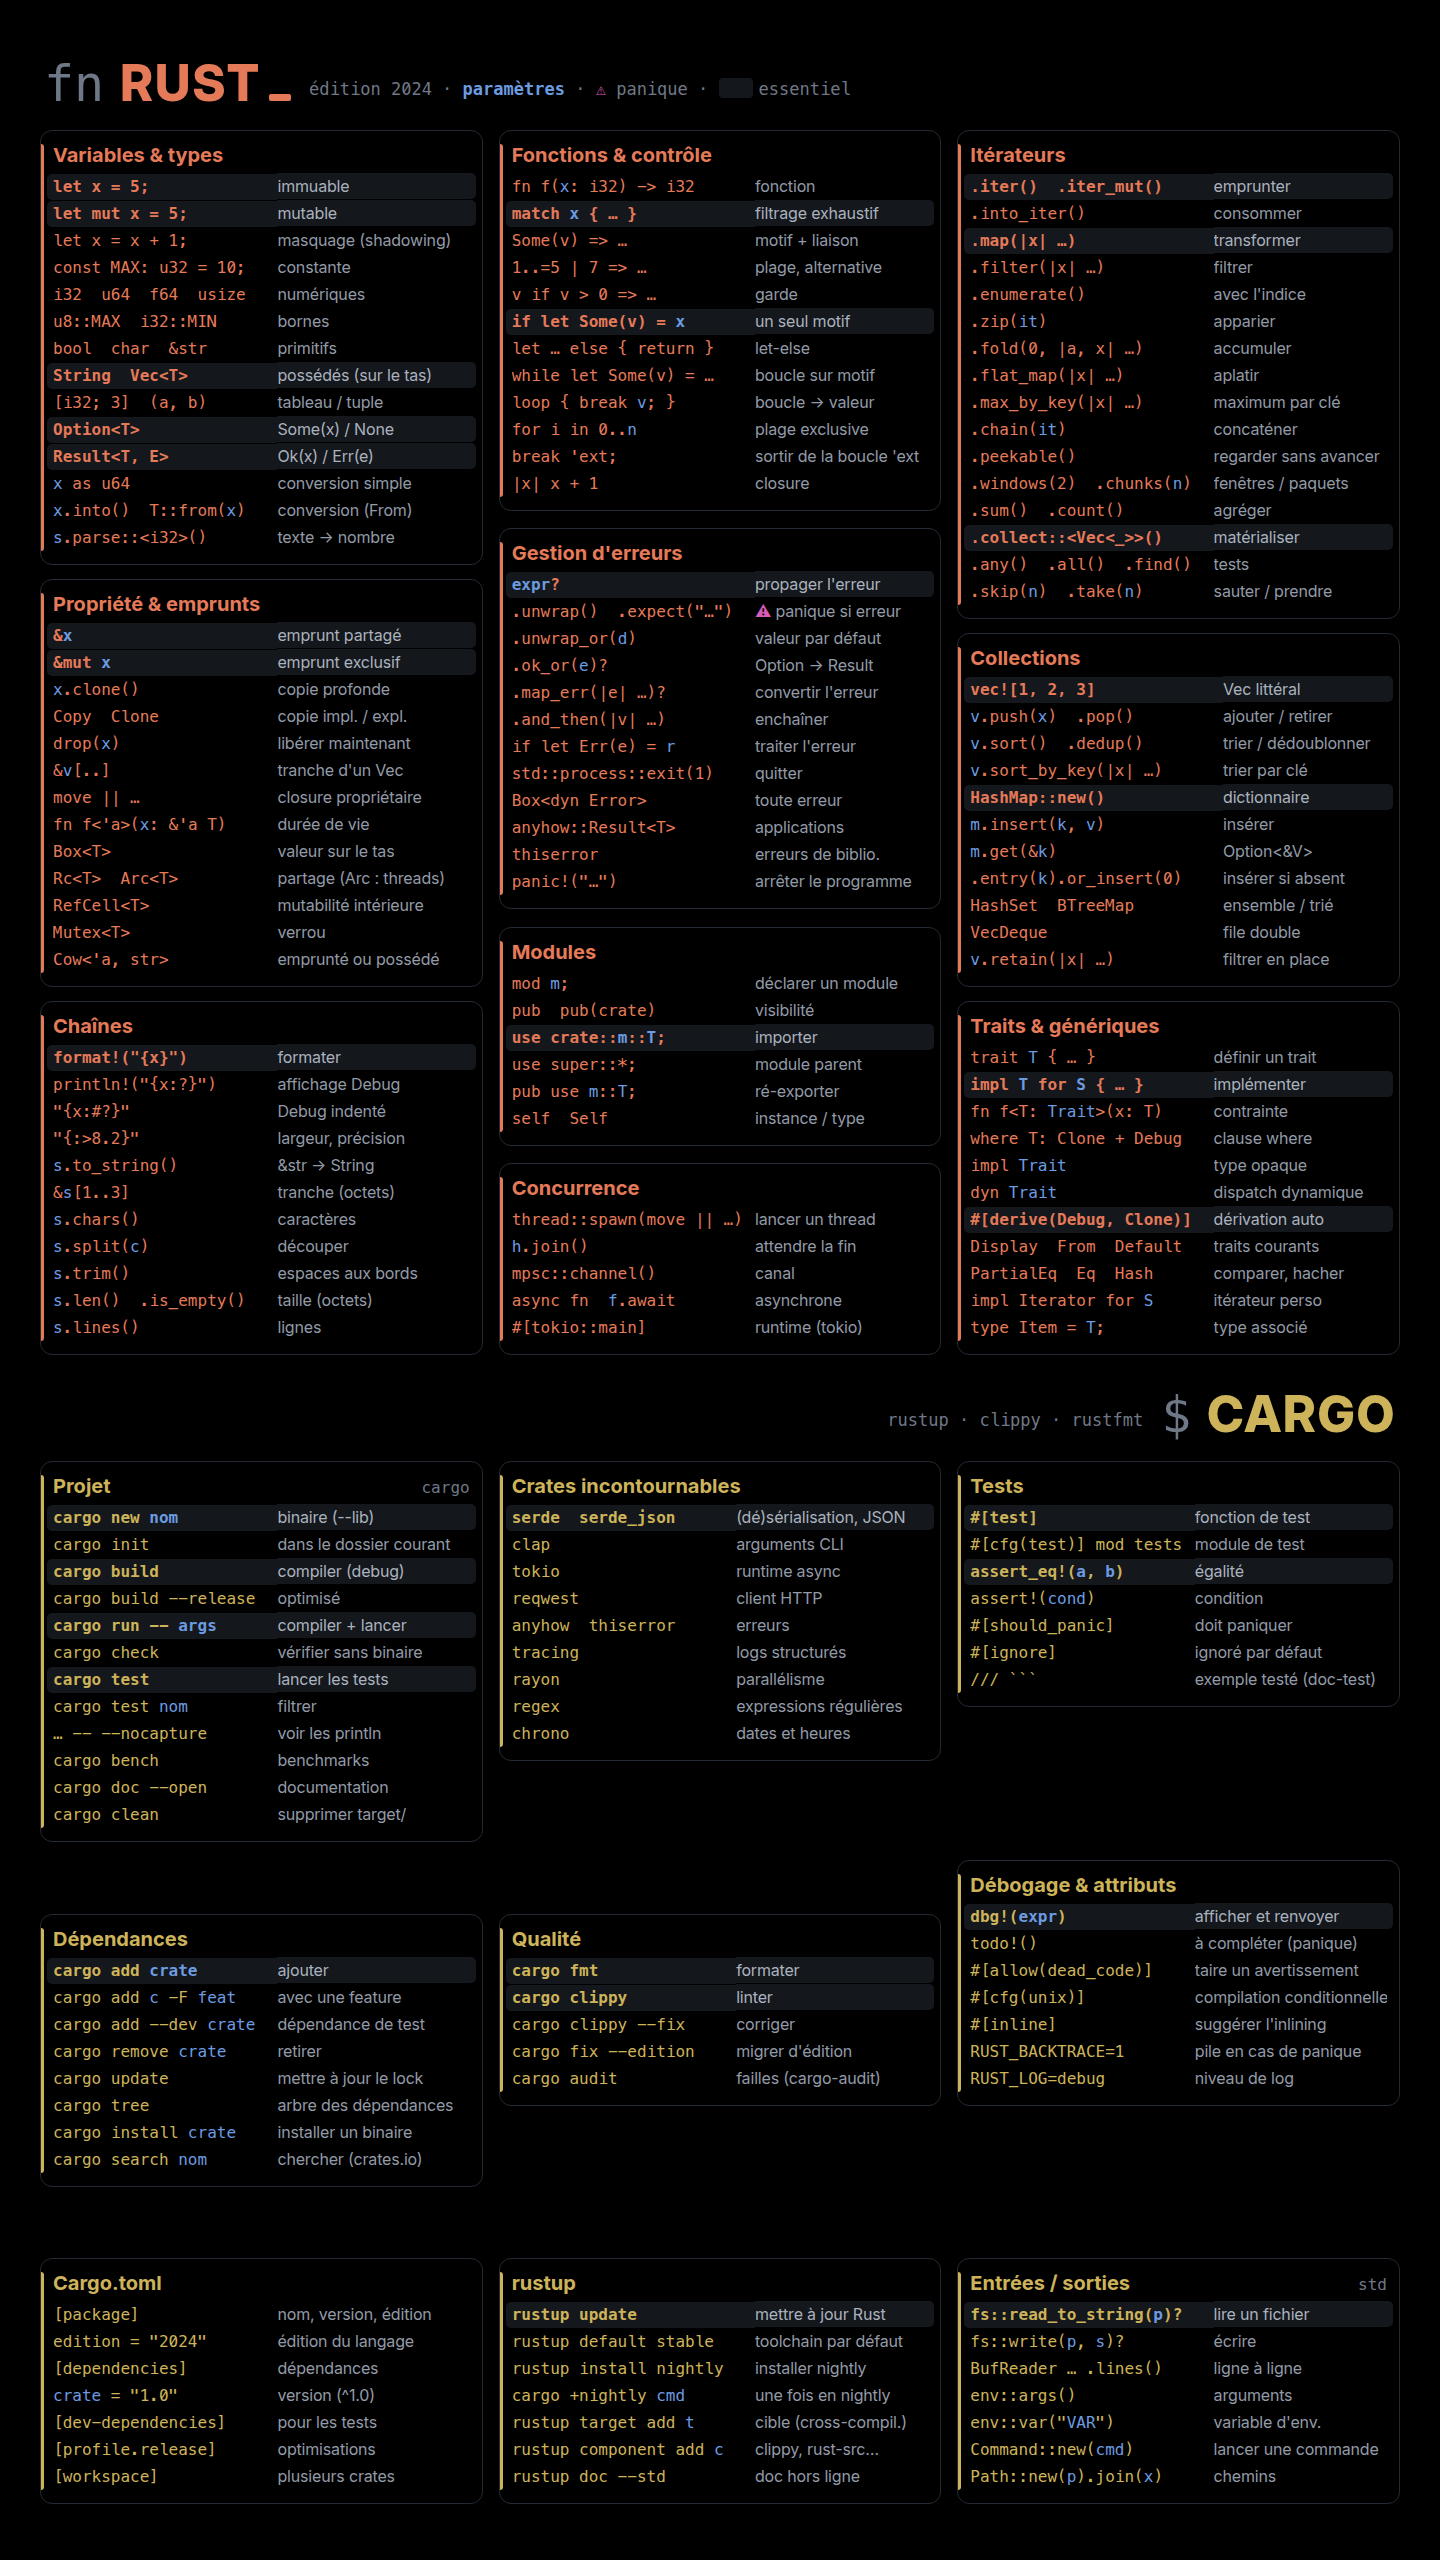 fn RUST_ édition 2024 · paramètres · ⚠ panique · essentiel
Variables & types
let x = 5; immuable
let mut x = 5; mutable
let x = x + 1; masquage (shadowing)
const MAX: u32 = 10; constante
i32 u64 f64 usize numériques
u8::MAX i32::MIN bornes
bool char &str primitifs
String Vec<T> possédés (sur le tas)
[i32; 3] (a, b) tableau / tuple
Option<T> Some(x) / None
Result<T, E> Ok(x) / Err(e)
x as u64 conversion simple
x.into() T::from(x) conversion (From)
s.parse::<i32>() texte → nombre
Propriété & emprunts
&x emprunt partagé
&mut x emprunt exclusif
x.clone() copie profonde
Copy Clone copie impl. / expl.
drop(x) libérer maintenant
&v[..] tranche d'un Vec
move || … closure propriétaire
fn f<'a>(x: &'a T) durée de vie
Box<T> valeur sur le tas
Rc<T> Arc<T> partage (Arc : threads)
RefCell<T> mutabilité intérieure
Mutex<T> verrou
Cow<'a, str> emprunté ou possédé
Chaînes
format!("{x}") formater
println!("{x:?}") affichage Debug
"{x:#?}" Debug indenté
"{:>8.2}" largeur, précision
s.to_string() &str → String
&s[1..3] tranche (octets)
s.chars() caractères
s.split(c) découper
s.trim() espaces aux bords
s.len() .is_empty() taille (octets)
s.lines() lignes
Fonctions & contrôle
fn f(x: i32) -> i32 fonction
match x { … } filtrage exhaustif
Some(v) => … motif + liaison
1..=5 | 7 => … plage, alternative
v if v > 0 => … garde
if let Some(v) = x un seul motif
let … else { return } let-else
while let Some(v) = … boucle sur motif
loop { break v; } boucle → valeur
for i in 0..n plage exclusive
break 'ext; sortir de la boucle 'ext
|x| x + 1 closure
Gestion d'erreurs
expr? propager l'erreur
.unwrap() .expect("…") ⚠ panique si erreur
.unwrap_or(d) valeur par défaut
.ok_or(e)? Option → Result
.map_err(|e| …)? convertir l'erreur
.and_then(|v| …) enchaîner
if let Err(e) = r traiter l'erreur
std::process::exit(1) quitter
Box<dyn Error> toute erreur
anyhow::Result<T> applications
thiserror erreurs de biblio.
panic!("…") arrêter le programme
Modules
mod m; déclarer un module
pub pub(crate) visibilité
use crate::m::T; importer
use super::*; module parent
pub use m::T; ré-exporter
self Self instance / type
Concurrence
thread::spawn(move || …) lancer un thread
h.join() attendre la fin
mpsc::channel() canal
async fn f.await asynchrone
#[tokio::main] runtime (tokio)
Itérateurs
.iter() .iter_mut() emprunter
.into_iter() consommer
.map(|x| …) transformer
.filter(|x| …) filtrer
.enumerate() avec l'indice
.zip(it) apparier
.fold(0, |a, x| …) accumuler
.flat_map(|x| …) aplatir
.max_by_key(|x| …) maximum par clé
.chain(it) concaténer
.peekable() regarder sans avancer
.windows(2) .chunks(n) fenêtres / paquets
.sum() .count() agréger
.collect::<Vec<_>>() matérialiser
.any() .all() .find() tests
.skip(n) .take(n) sauter / prendre
Collections
vec![1, 2, 3] Vec littéral
v.push(x) .pop() ajouter / retirer
v.sort() .dedup() trier / dédoublonner
v.sort_by_key(|x| …) trier par clé
HashMap::new() dictionnaire
m.insert(k, v) insérer
m.get(&k) Option<&V>
.entry(k).or_insert(0) insérer si absent
HashSet BTreeMap ensemble / trié
VecDeque file double
v.retain(|x| …) filtrer en place
Traits & génériques
trait T { … } définir un trait
impl T for S { … } implémenter
fn f<T: Trait>(x: T) contrainte
where T: Clone + Debug clause where
impl Trait type opaque
dyn Trait dispatch dynamique
#[derive(Debug, Clone)] dérivation auto
Display From Default traits courants
PartialEq Eq Hash comparer, hacher
impl Iterator for S itérateur perso
type Item = T; type associé
rustup · clippy · rustfmt $ CARGO
Projet cargo
cargo new nom binaire (--lib)
cargo init dans le dossier courant
cargo build compiler (debug)
cargo build --release optimisé
cargo run -- args compiler + lancer
cargo check vérifier sans binaire
cargo test lancer les tests
cargo test nom filtrer
… -- --nocapture voir les println
cargo bench benchmarks
cargo doc --open documentation
cargo clean supprimer target/
Crates incontournables
serde serde_json (dé)sérialisation, JSON
clap arguments CLI
tokio runtime async
reqwest client HTTP
anyhow thiserror erreurs
tracing logs structurés
rayon parallélisme
regex expressions régulières
chrono dates et heures
Tests
#[test] fonction de test
#[cfg(test)] mod tests module de test
assert_eq!(a, b) égalité
assert!(cond) condition
#[should_panic] doit paniquer
#[ignore] ignoré par défaut
/// ``` exemple testé (doc-test)
Dépendances
cargo add crate ajouter
cargo add c -F feat avec une feature
cargo add --dev crate dépendance de test
cargo remove crate retirer
cargo update mettre à jour le lock
cargo tree arbre des dépendances
cargo install crate installer un binaire
cargo search nom chercher (crates.io)
Qualité
cargo fmt formater
cargo clippy linter
cargo clippy --fix corriger
cargo fix --edition migrer d'édition
cargo audit failles (cargo-audit)
Débogage & attributs
dbg!(expr) afficher et renvoyer
todo!() à compléter (panique)
#[allow(dead_code)] taire un avertissement
#[cfg(unix)] compilation conditionnelle
#[inline] suggérer l'inlining
RUST_BACKTRACE=1 pile en cas de panique
RUST_LOG=debug niveau de log
Cargo.toml
[package] nom, version, édition
edition = "2024" édition du langage
[dependencies] dépendances
crate = "1.0" version (^1.0)
[dev-dependencies] pour les tests
[profile.release] optimisations
[workspace] plusieurs crates
rustup
rustup update mettre à jour Rust
rustup default stable toolchain par défaut
rustup install nightly installer nightly
cargo +nightly cmd une fois en nightly
rustup target add t cible (cross-compil.)
rustup component add c clippy, rust-src…
rustup doc --std doc hors ligne
Entrées / sorties std
fs::read_to_string(p)? lire un fichier
fs::write(p, s)? écrire
BufReader … .lines() ligne à ligne
env::args() arguments
env::var("VAR") variable d'env.
Command::new(cmd) lancer une commande
Path::new(p).join(x) chemins